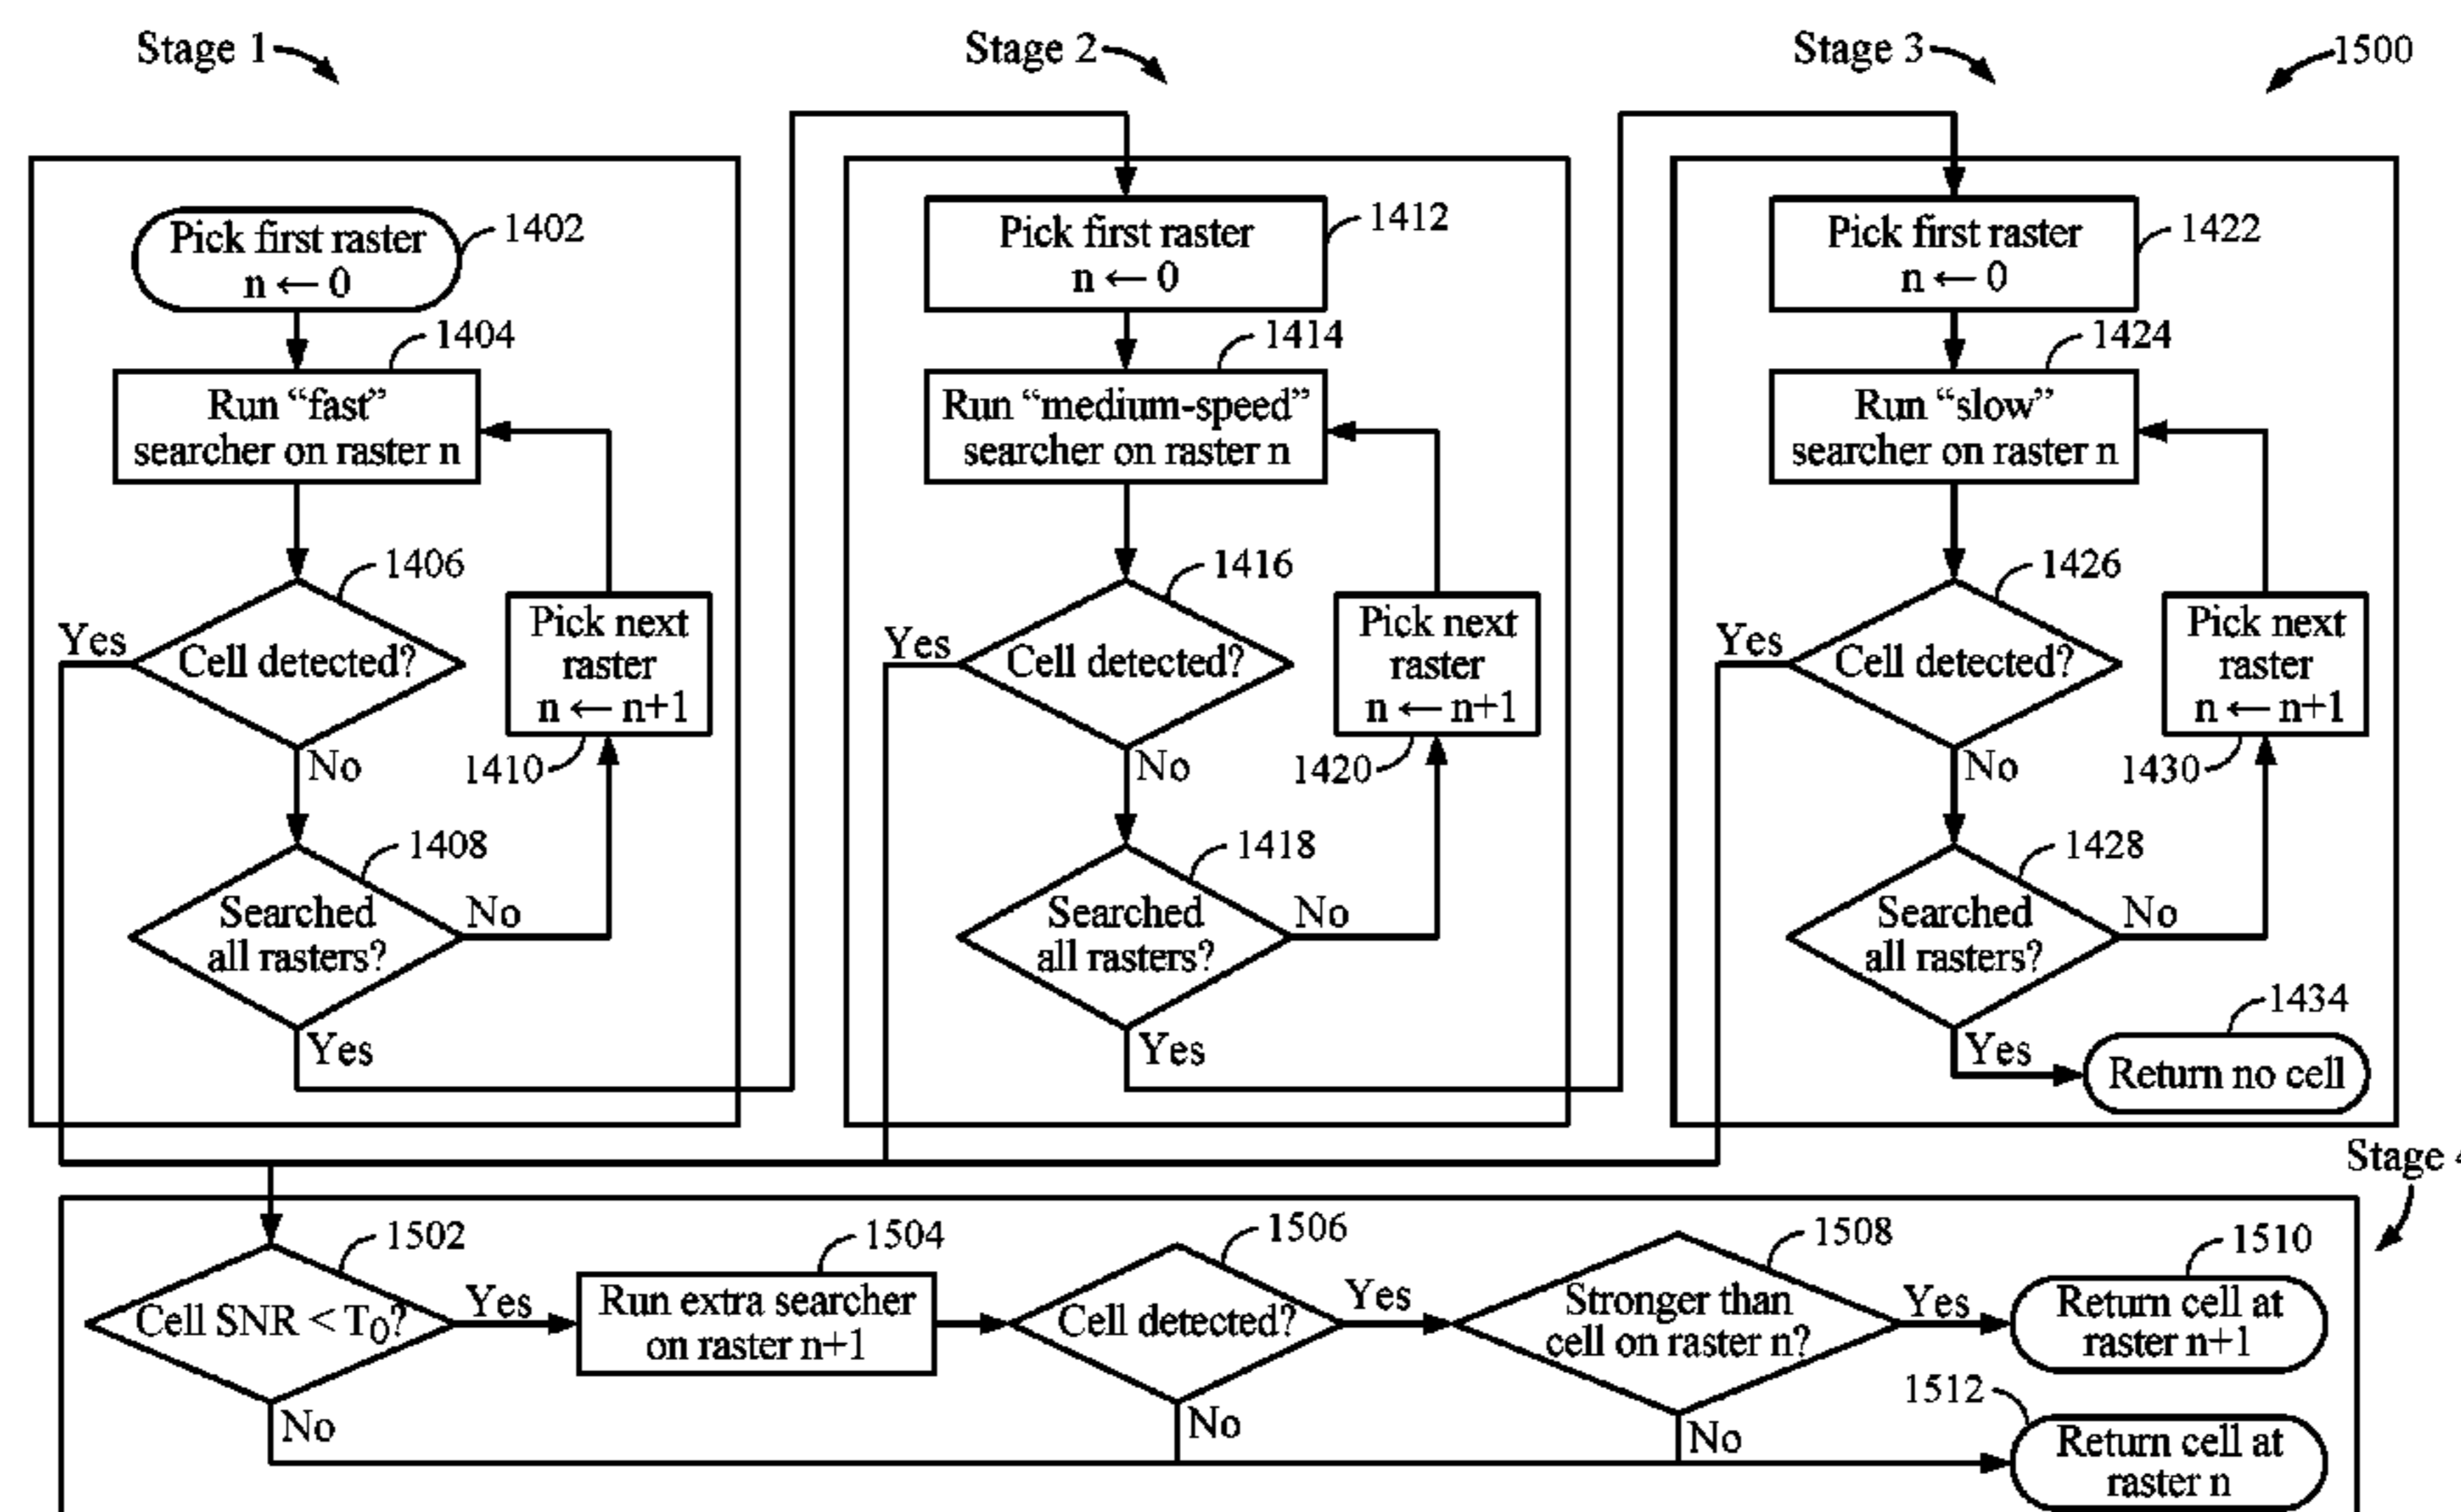 Stage 1
Stage 2
Stage 3
1500
Pick first raster
n ← 0
1402
1404
Run “fast”
searcher on raster n
1406
Yes
Cell detected?
No
Pick next
raster
n ← n+1
1410
1408
Searched
all rasters?
No
Yes
Pick first raster
n ← 0
1412
1414
Run “medium-speed”
searcher on raster n
1416
Yes
Cell detected?
No
Pick next
raster
n ← n+1
1420
1418
Searched
all rasters?
No
Yes
Pick first raster
n ← 0
1422
1424
Run “slow”
searcher on raster n
1426
Yes
Cell detected?
No
Pick next
raster
n ← n+1
1430
1428
Searched
all rasters?
No
Yes
1434
Return no cell
Stage 4
1502
Cell SNR < T0?
Yes
No
1504
Run extra searcher
on raster n+1
1506
Cell detected?
Yes
No
1508
Stronger than
cell on raster n?
Yes
No
1510
Return cell at
raster n+1
1512
Return cell at
raster n